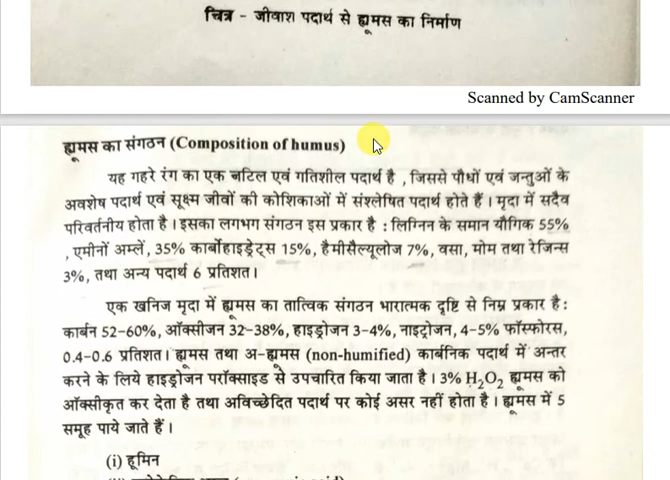 चित्र - जीवाश पदार्थ से ह्यूमस का निर्माण
Scanned by CamScanner
ह्यूमस का संगठन (Composition of humus)
यह गहरे रंग का एक जटिल एवं गतिशील पदार्थ है , जिससे पौधों एवं जन्तुओं के
अवशेष पदार्थ एवं सूक्ष्म जीवों की कोशिकाओं में संश्लेषित पदार्थ होते हैं । मृदा में सदैव
परिवर्तनीय होता है । इसका लगभग संगठन इस प्रकार है : लिग्निन के समान यौगिक 55%
, एमीनों अम्लें, 35% कार्बोहाइड्रेट्स 15%, हैमीसैल्यूलोज 7%, वसा, मोम तथा रेजिन्स
3%, तथा अन्य पदार्थ 6 प्रतिशत ।
एक खनिज मृदा में ह्यूमस का तात्विक संगठन भारात्मक दृष्टि से निम्न प्रकार है :
कार्बन 52-60%, ऑक्सीजन 32-38%, हाइड्रोजन 3-4%, नाइट्रोजन, 4-5% फॉस्फोरस,
0.4-0.6 प्रतिशत । ह्यूमस तथा अ-ह्यूमस (non-humified) कार्बनिक पदार्थ में अन्तर
करने के लिये हाइड्रोजन परॉक्साइड से उपचारित किया जाता है । 3% H₂O₂ ह्यूमस को
ऑक्सीकृत कर देता है तथा अविच्छेदित पदार्थ पर कोई असर नहीं होता है । ह्यूमस में 5
समूह पाये जाते हैं ।
(i) हूमिन